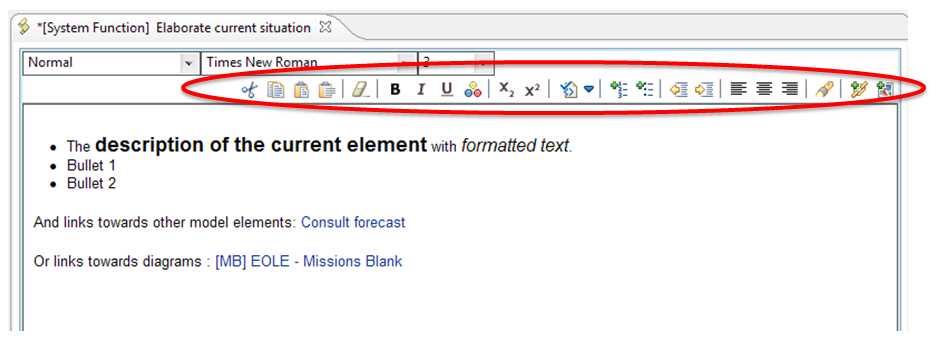 *[System Function] Elaborate current situation
Normal Times New Roman 3
B I U X2 X2
The description of the current element with formatted text.
Bullet 1
Bullet 2
And links towards other model elements: Consult forecast
Or links towards diagrams : [MB] EOLE - Missions Blank